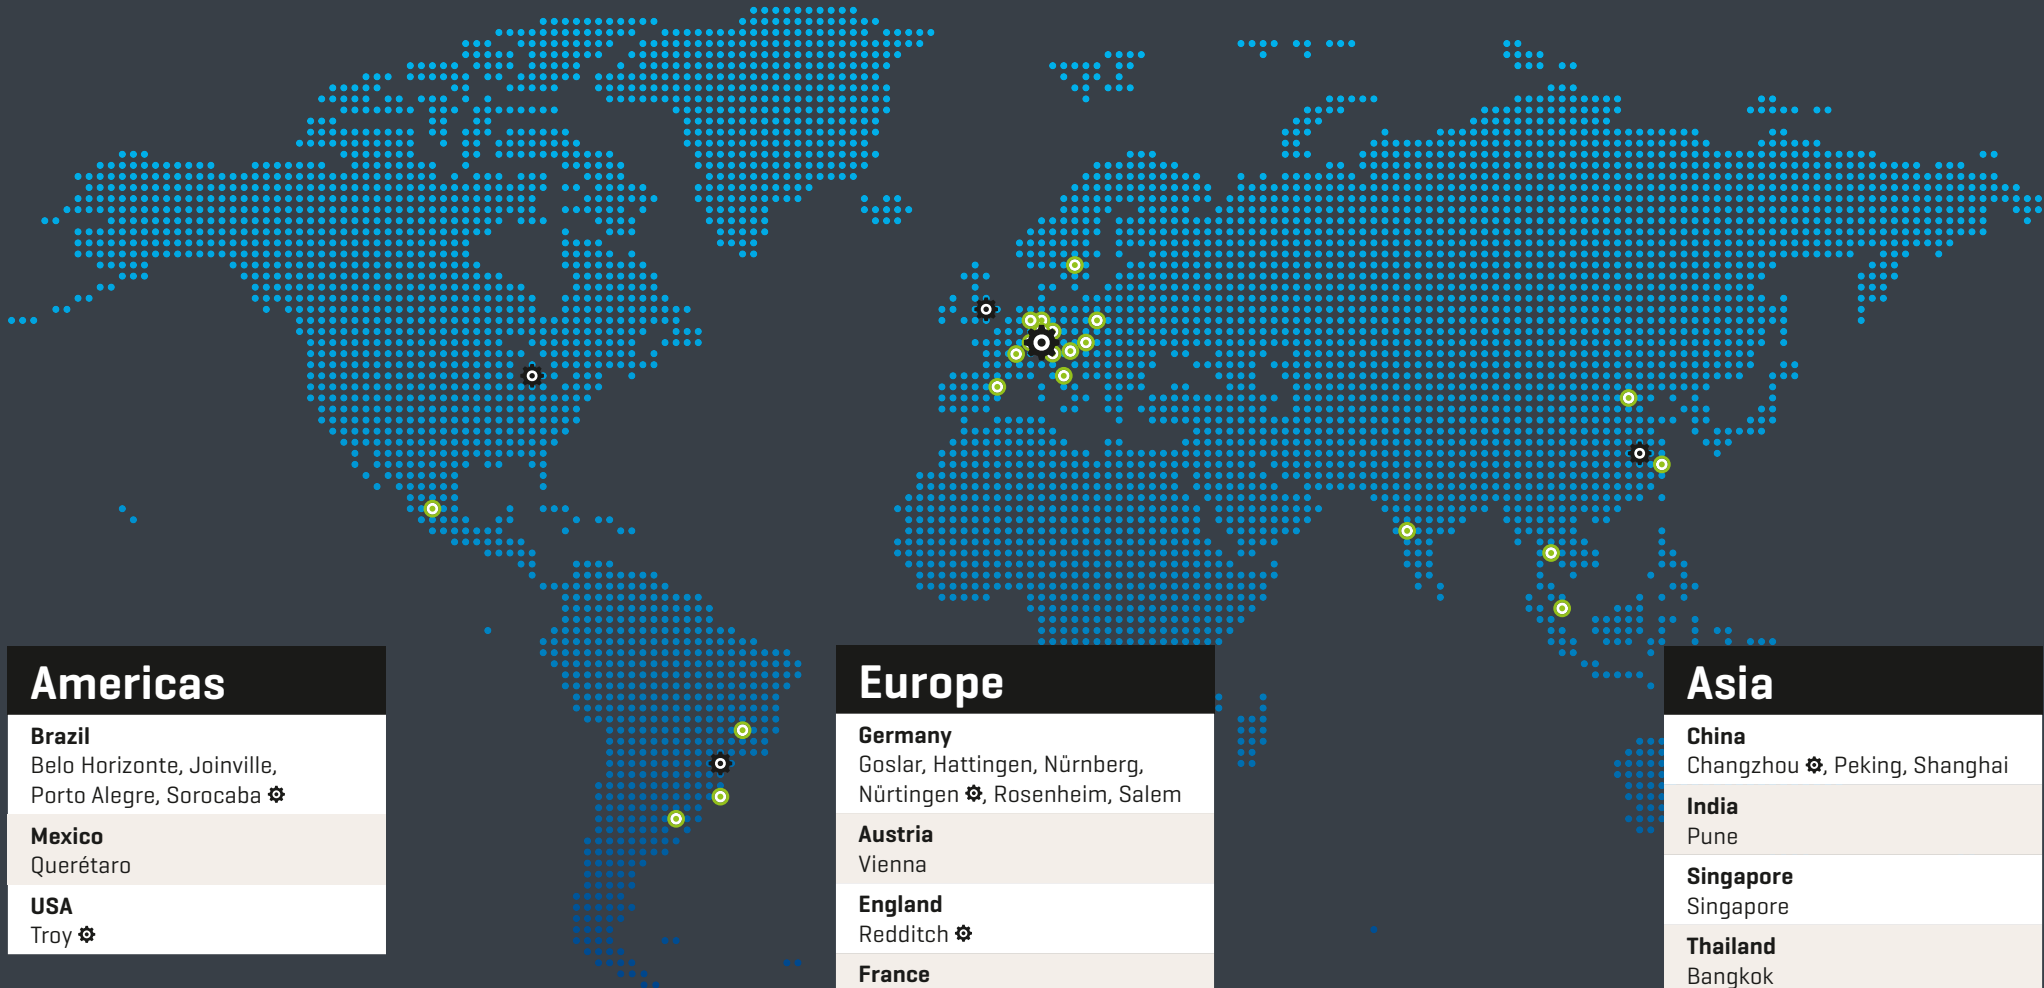 Americas
Brazil
Belo Horizonte, Joinville,
Porto Alegre, Sorocaba
Mexico
Querétaro
USA
Troy
Europe
Germany
Goslar, Hattingen, Nürnberg,
Nürtingen , Rosenheim, Salem
Austria
Vienna
England
Redditch
France
Asia
China
Changzhou , Peking, Shanghai
India
Pune
Singapore
Singapore
Thailand
Bangkok